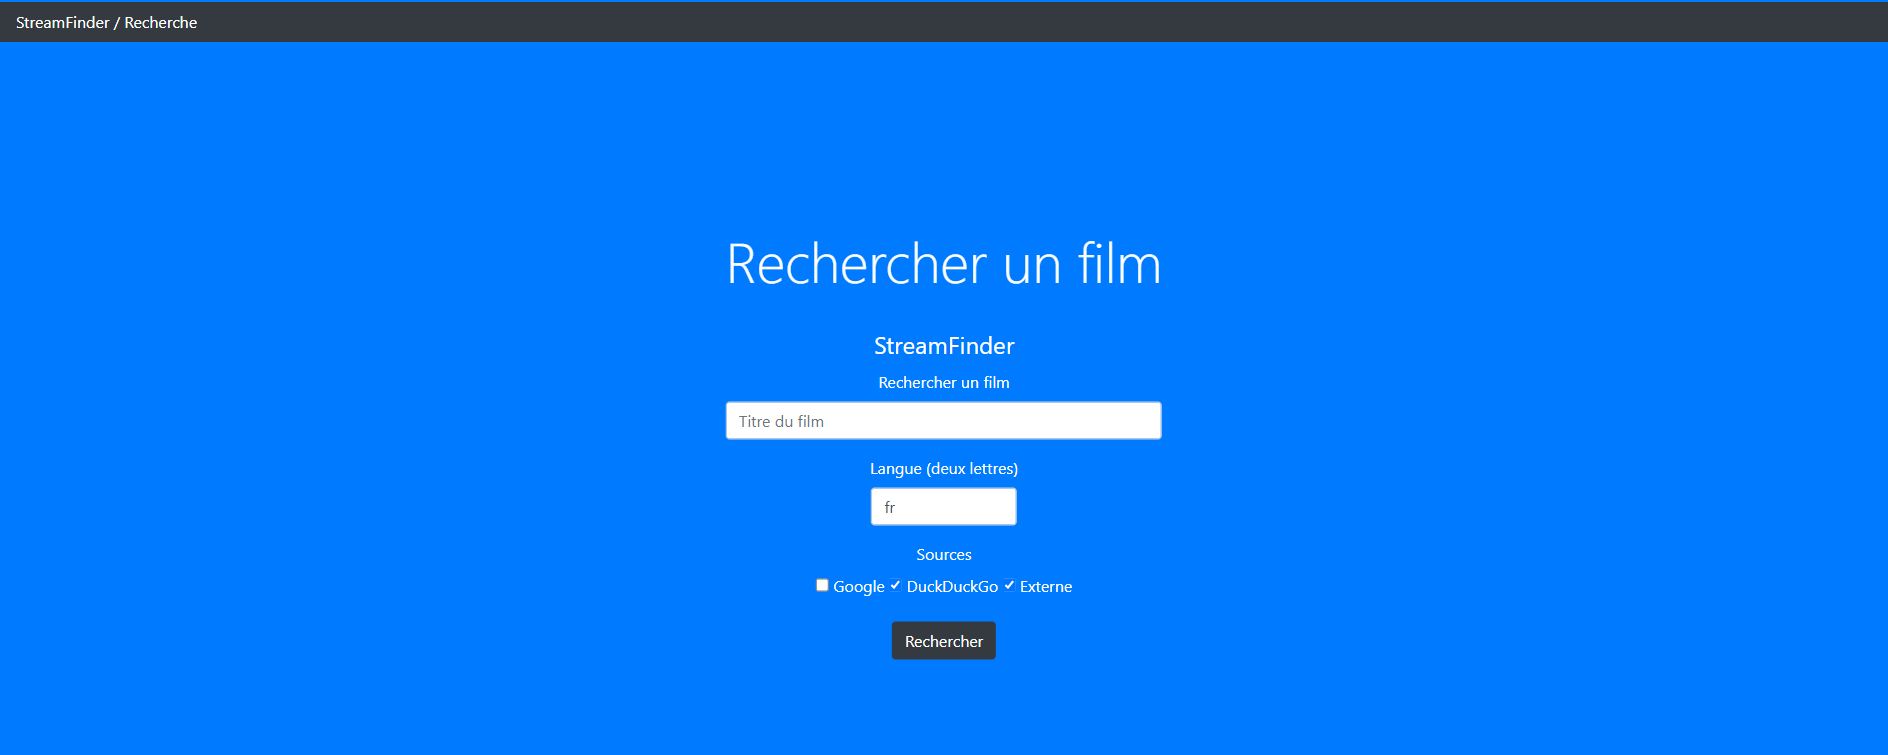 StreamFinder / Recherche
Rechercher un film
StreamFinder
Rechercher un film
Titre du film
Langue (deux lettres)
fr
Sources
Google DuckDuckGo Externe
Rechercher